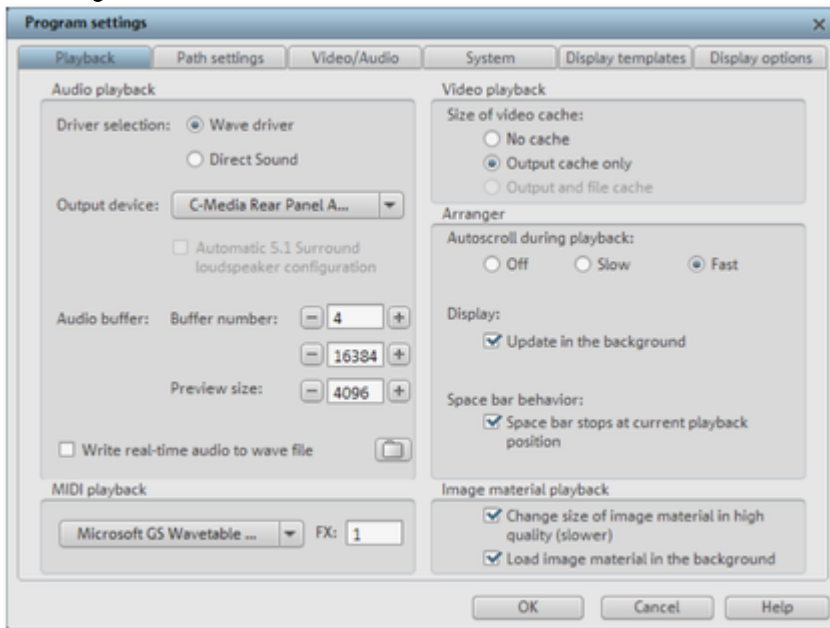 Program settings
Playback
Path settings
Video/Audio
System
Display templates
Display options
Audio playback
Driver selection:
Wave driver
Direct Sound
Output device:
C-Media Rear Panel A...
Automatic 5.1 Surround
loudspeaker configuration
Audio buffer:
Buffer number:
4
16384
Preview size:
4096
Write real-time audio to wave file
MIDI playback
Microsoft GS Wavetable ...
FX:
1
Video playback
Size of video cache:
No cache
Output cache only
Output and file cache
Arranger
Autoscroll during playback:
Off
Slow
Fast
Display:
Update in the background
Space bar behavior:
Space bar stops at current playback
position
Image material playback
Change size of image material in high
quality (slower)
Load image material in the background
OK
Cancel
Help